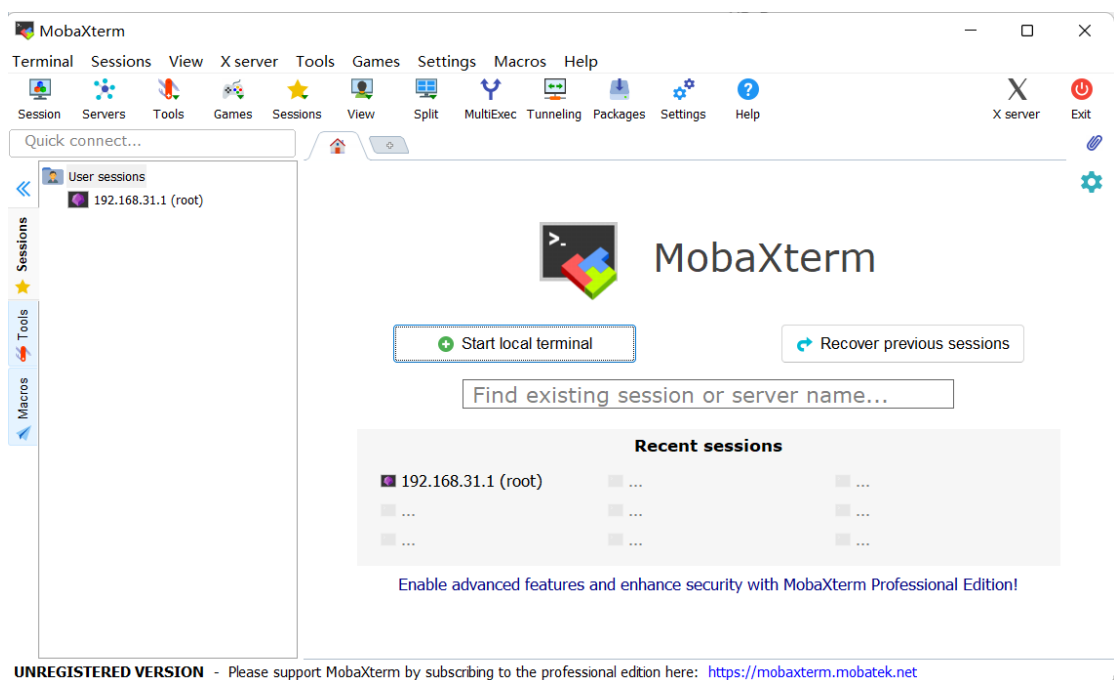 MobaXterm
Terminal Sessions View X server Tools Games Settings Macros Help
Session Servers Tools Games Sessions View Split MultiExec Tunneling Packages Settings Help X server Exit
Quick connect...
User sessions
192.168.31.1 (root)
Sessions
Tools
Macros
>_
MobaXterm
Start local terminal
Recover previous sessions
Find existing session or server name...
Recent sessions
192.168.31.1 (root) ... ...
... ... ...
... ... ...
Enable advanced features and enhance security with MobaXterm Professional Edition!
UNREGISTERED VERSION - Please support MobaXterm by subscribing to the professional edition here: https://mobaxterm.mobatek.net